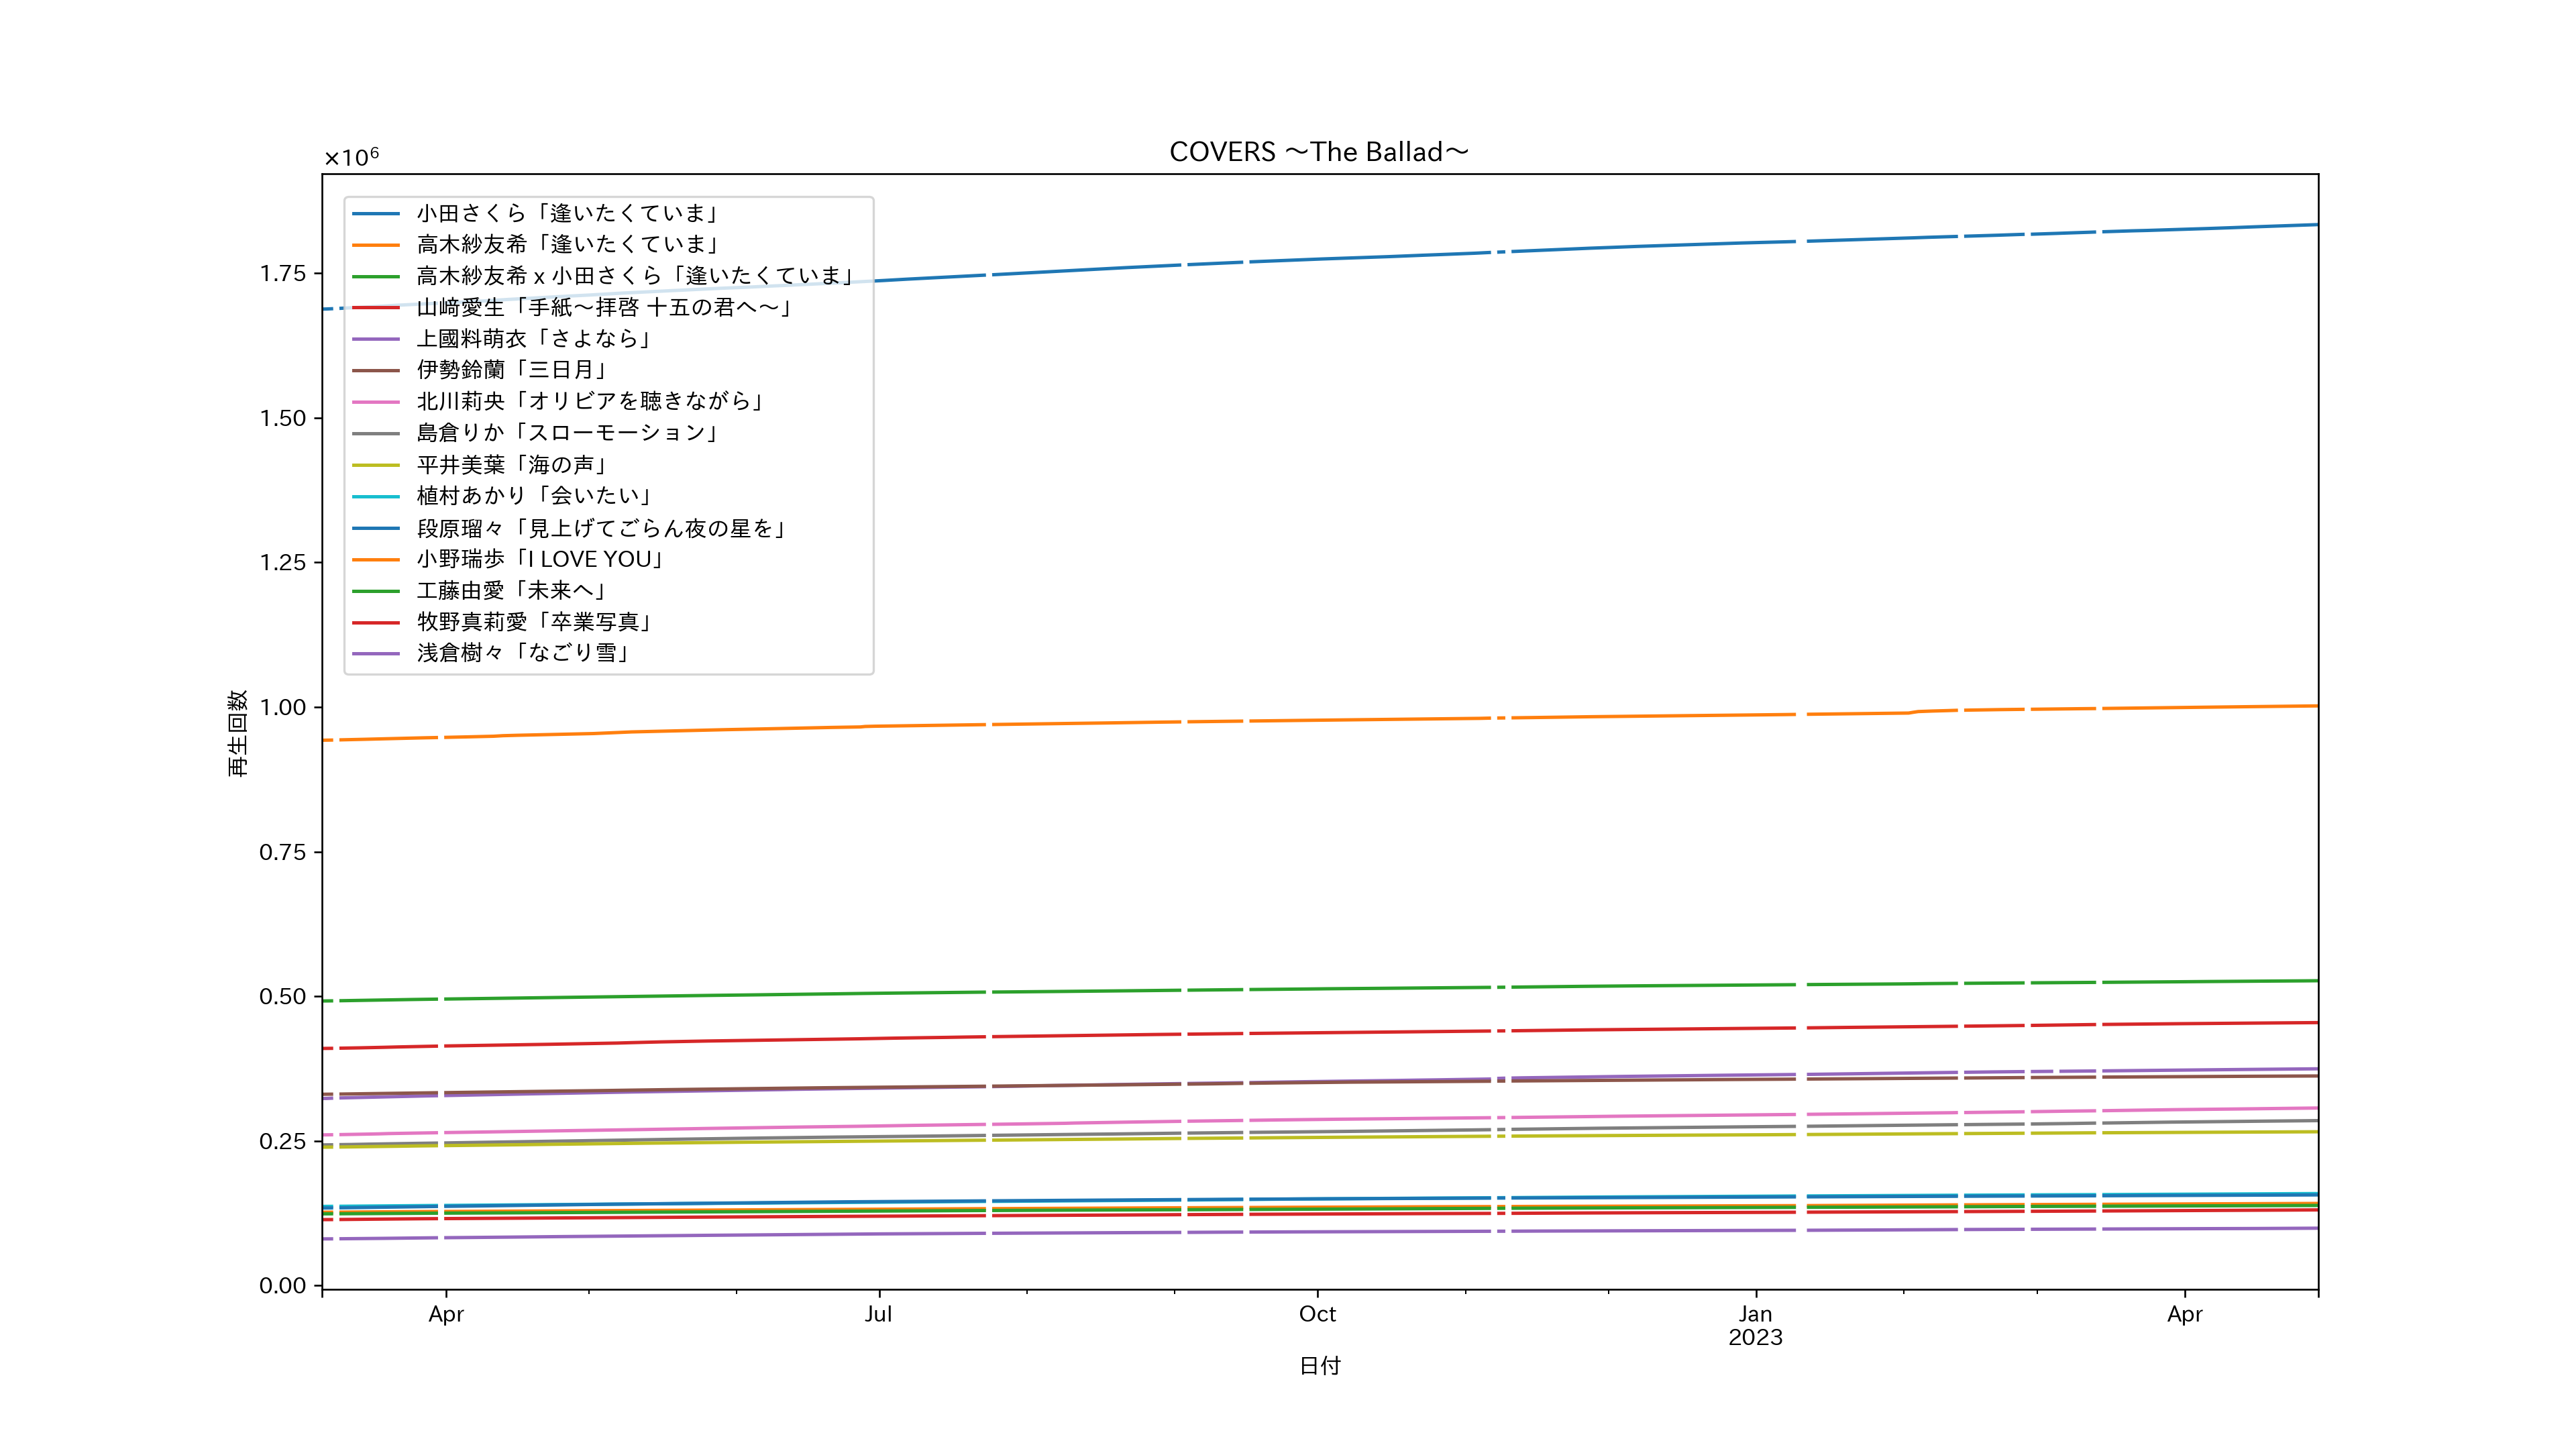 COVERS ～The Ballad～
×10⁶
小田さくら「逢いたくていま」
高木紗友希「逢いたくていま」
高木紗友希 x 小田さくら「逢いたくていま」
山﨑愛生「手紙～拝啓 十五の君へ～」
上國料萌衣「さよなら」
伊勢鈴蘭「三日月」
北川莉央「オリビアを聴きながら」
島倉りか「スローモーション」
平井美葉「海の声」
植村あかり「会いたい」
段原瑠々「見上げてごらん夜の星を」
小野瑞歩「I LOVE YOU」
工藤由愛「未来へ」
牧野真莉愛「卒業写真」
浅倉樹々「なごり雪」
1.75
1.50
1.25
1.00
0.75
0.50
0.25
0.00
再生回数
Apr
Jul
Oct
Jan
2023
Apr
日付